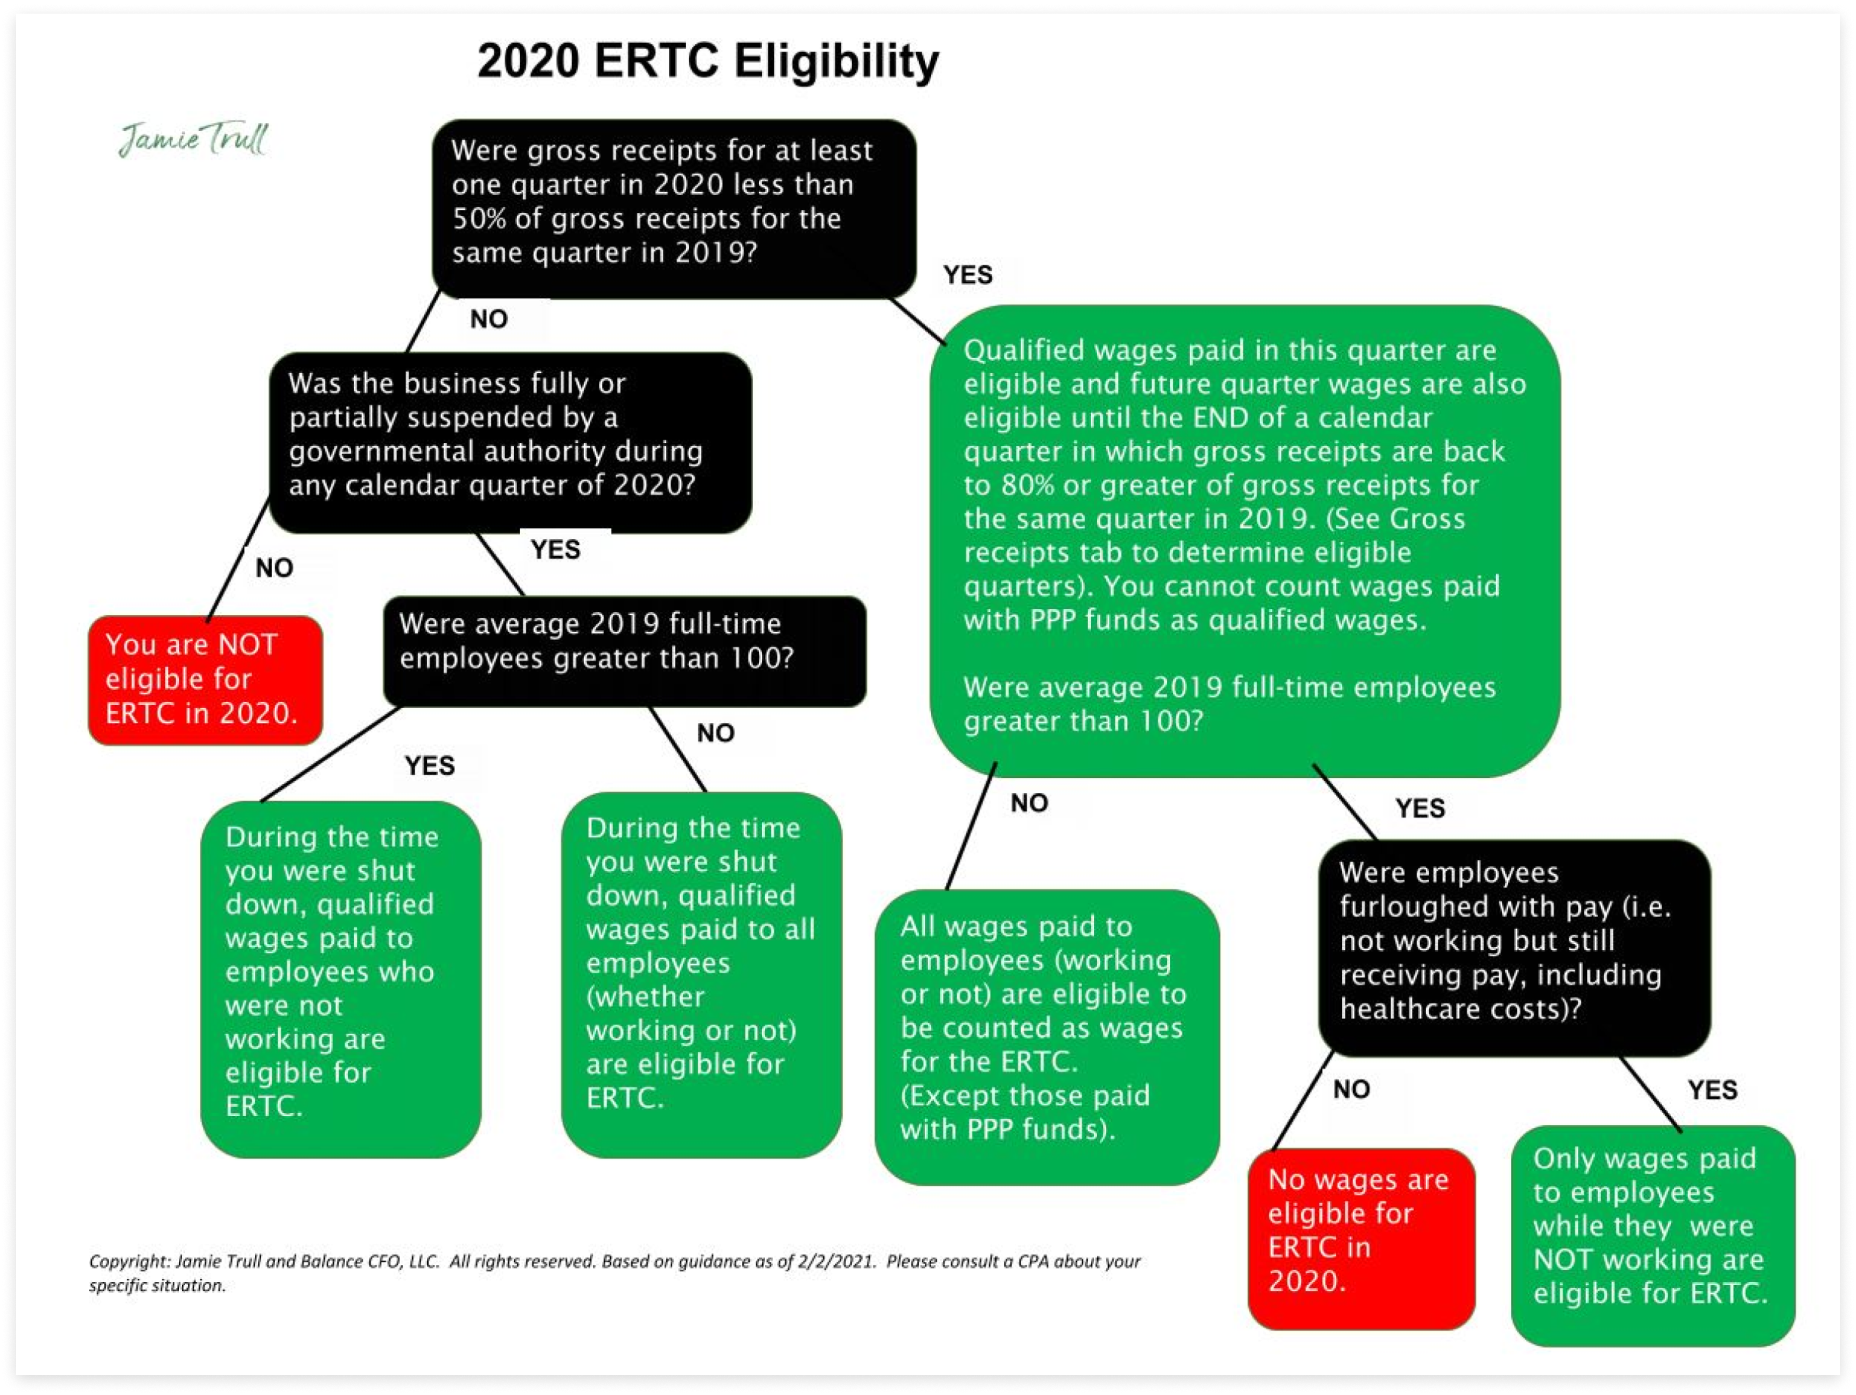 2020 ERTC Eligibility
Jamie Trull
Were gross receipts for at least
one quarter in 2020 less than
50% of gross receipts for the
same quarter in 2019?
YES
NO
Qualified wages paid in this quarter are
eligible and future quarter wages are also
eligible until the END of a calendar
quarter in which gross receipts are back
to 80% or greater of gross receipts for
the same quarter in 2019. (See Gross
receipts tab to determine eligible
quarters). You cannot count wages paid
with PPP funds as qualified wages.
Were average 2019 full-time employees
greater than 100?
Was the business fully or
partially suspended by a
governmental authority during
any calendar quarter of 2020?
YES
NO
You are NOT
eligible for
ERTC in 2020.
Were average 2019 full-time
employees greater than 100?
NO
YES
During the time
you were shut
down, qualified
wages paid to
employees who
were not
working are
eligible for
ERTC.
During the time
you were shut
down, qualified
wages paid to all
employees
(whether
working or not)
are eligible for
ERTC.
NO
YES
All wages paid to
employees (working
or not) are eligible to
be counted as wages
for the ERTC.
(Except those paid
with PPP funds).
Were employees
furloughed with pay (i.e.
not working but still
receiving pay, including
healthcare costs)?
NO
YES
No wages are
eligible for
ERTC in
2020.
Only wages paid
to employees
while they were
NOT working are
eligible for ERTC.
Copyright: Jamie Trull and Balance CFO, LLC. All rights reserved. Based on guidance as of 2/2/2021. Please consult a CPA about your
specific situation.